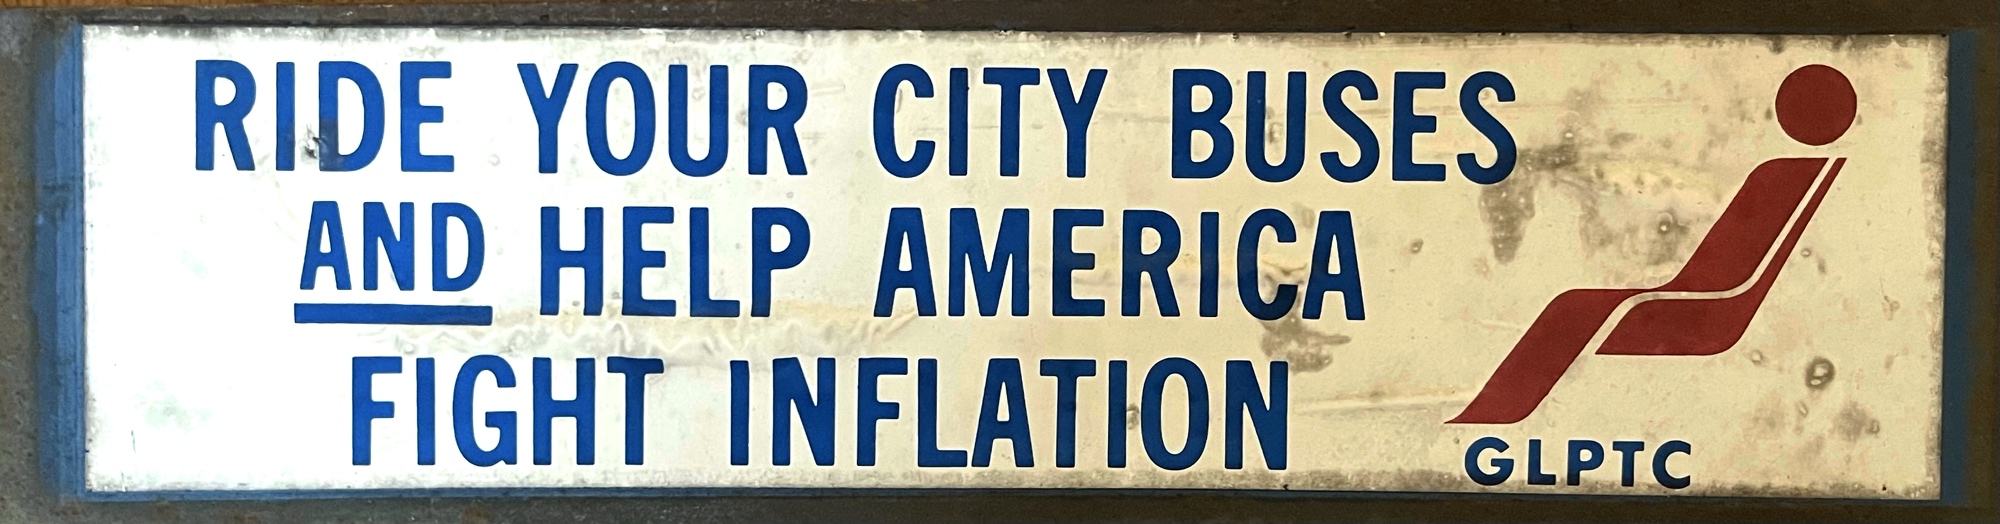 RIDE YOUR CITY BUSES
AND HELP AMERICA
FIGHT INFLATION
GLPTC